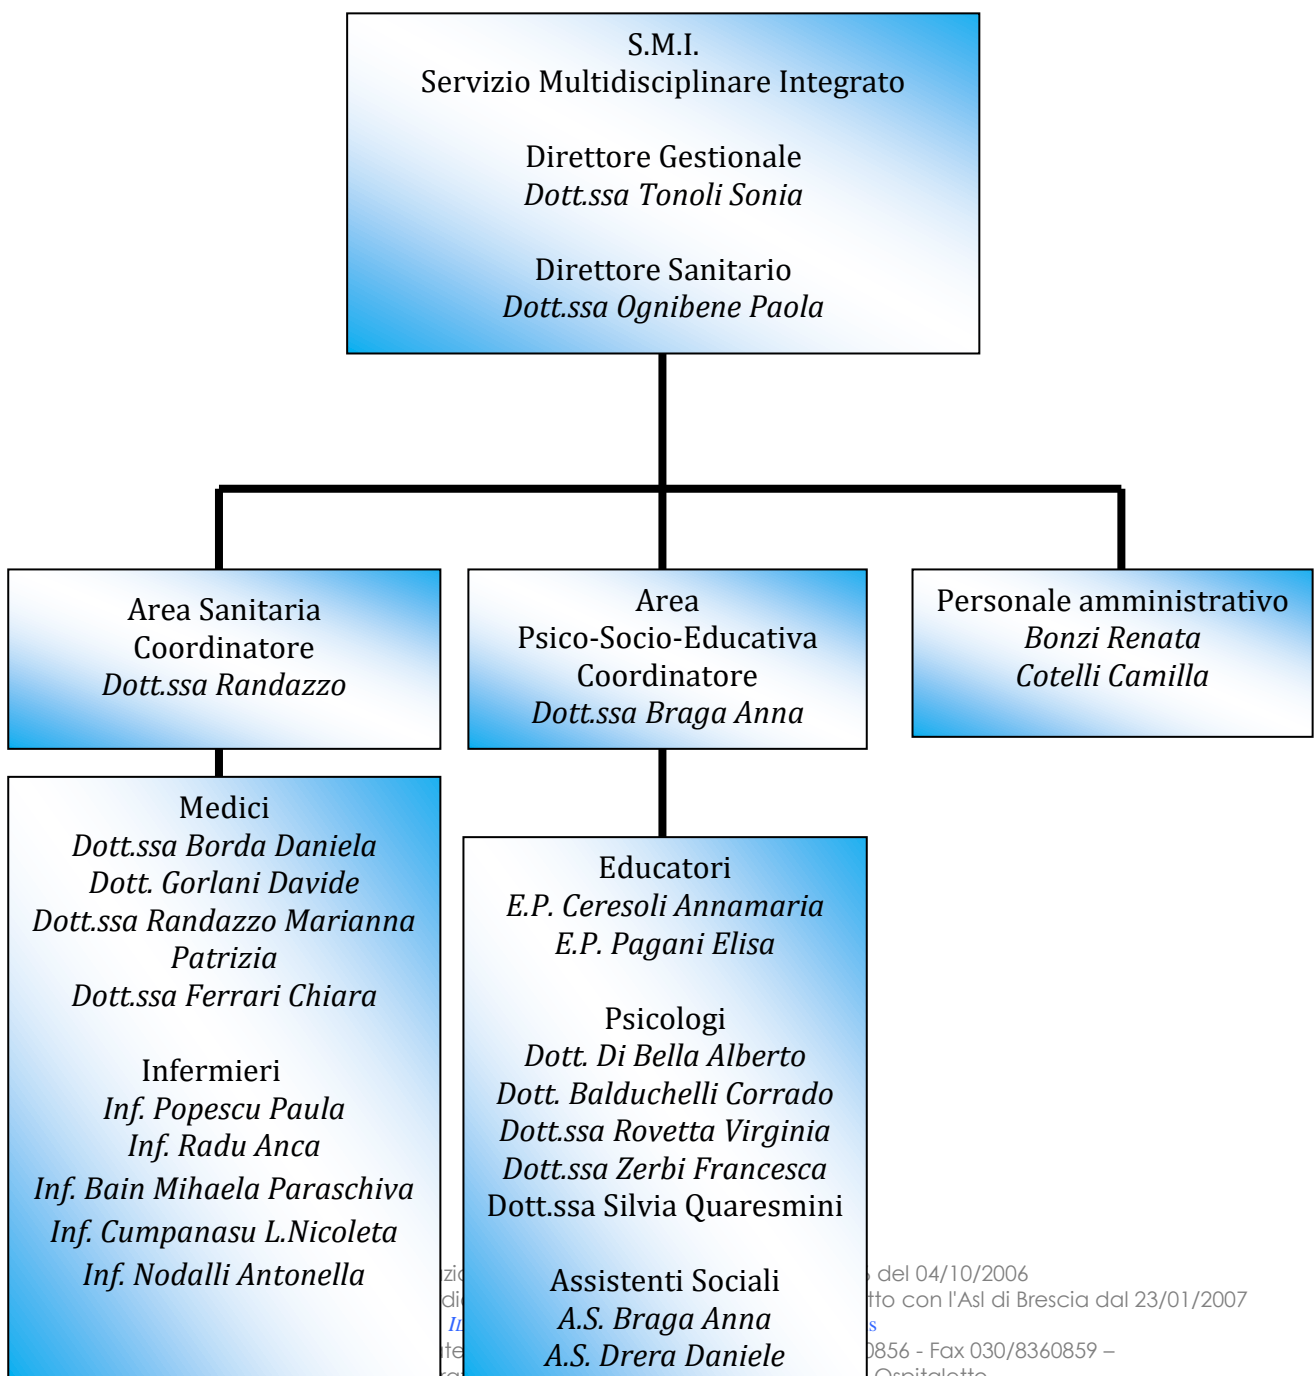 S.M.I.
Servizio Multidisciplinare Integrato
Direttore Gestionale
Dott.ssa Tonoli Sonia
Direttore Sanitario
Dott.ssa Ognibene Paola
Area Sanitaria
Coordinatore
Dott.ssa Randazzo
Area
Psico-Socio-Educativa
Coordinatore
Dott.ssa Braga Anna
Personale amministrativo
Bonzi Renata
Cotelli Camilla
Medici
Dott.ssa Borda Daniela
Dott. Gorlani Davide
Dott.ssa Randazzo Marianna
Patrizia
Dott.ssa Ferrari Chiara
Infermieri
Inf. Popescu Paula
Inf. Radu Anca
Inf. Bain Mihaela Paraschiva
Inf. Cumpanasu L.Nicoleta
Inf. Nodalli Antonella
Educatori
E.P. Ceresoli Annamaria
E.P. Pagani Elisa
Psicologi
Dott. Di Bella Alberto
Dott. Balduchelli Corrado
Dott.ssa Rovetta Virginia
Dott.ssa Zerbi Francesca
Dott.ssa Silvia Quaresmini
Assistenti Sociali
A.S. Braga Anna
A.S. Drera Daniele
del 04/10/2006
con l'Asl di Brescia dal 23/01/2007
- Fax 030/8360859 –
Ospitaletto